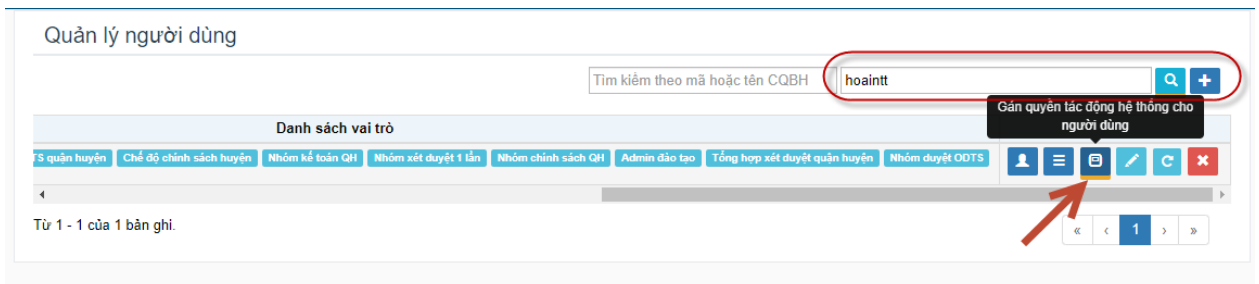 Quản lý người dùng
Tìm kiếm theo mã hoặc tên CQBH
hoaintt
Gán quyền tác động hệ thống cho
người dùng
Danh sách vai trò
TS quận huyện Chế độ chính sách huyện Nhóm kế toán QH Nhóm xét duyệt 1 lần Nhóm chính sách QH Admin đào tạo Tổng hợp xét duyệt quận huyện Nhóm duyệt ODTS
Từ 1 - 1 của 1 bản ghi.
« ‹ 1 › »